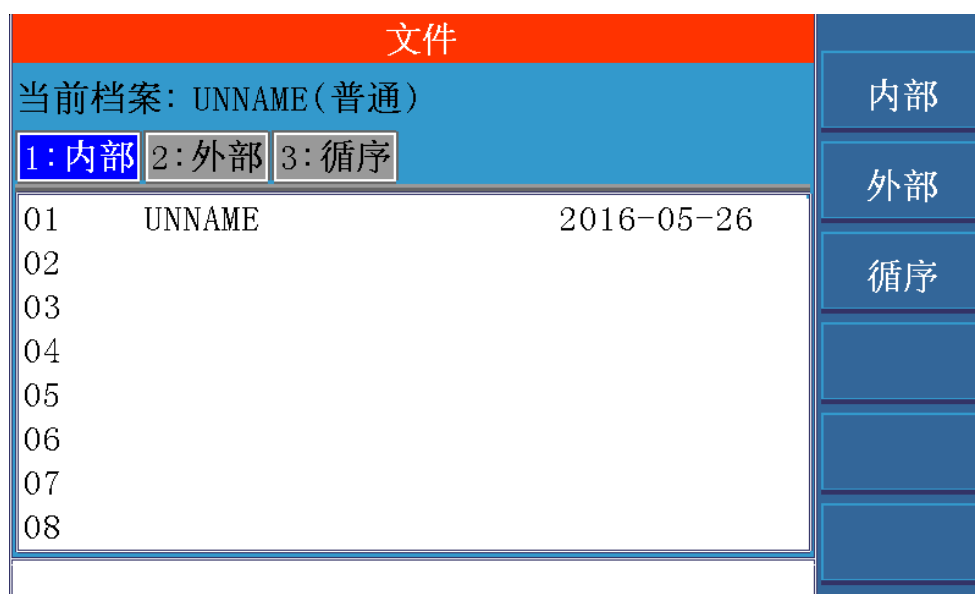 文件
当前档案: UNNAME(普通)
1:内部 2:外部 3:循序
01 UNNAME 2016-05-26
02
03
04
05
06
07
08
内部
外部
循序